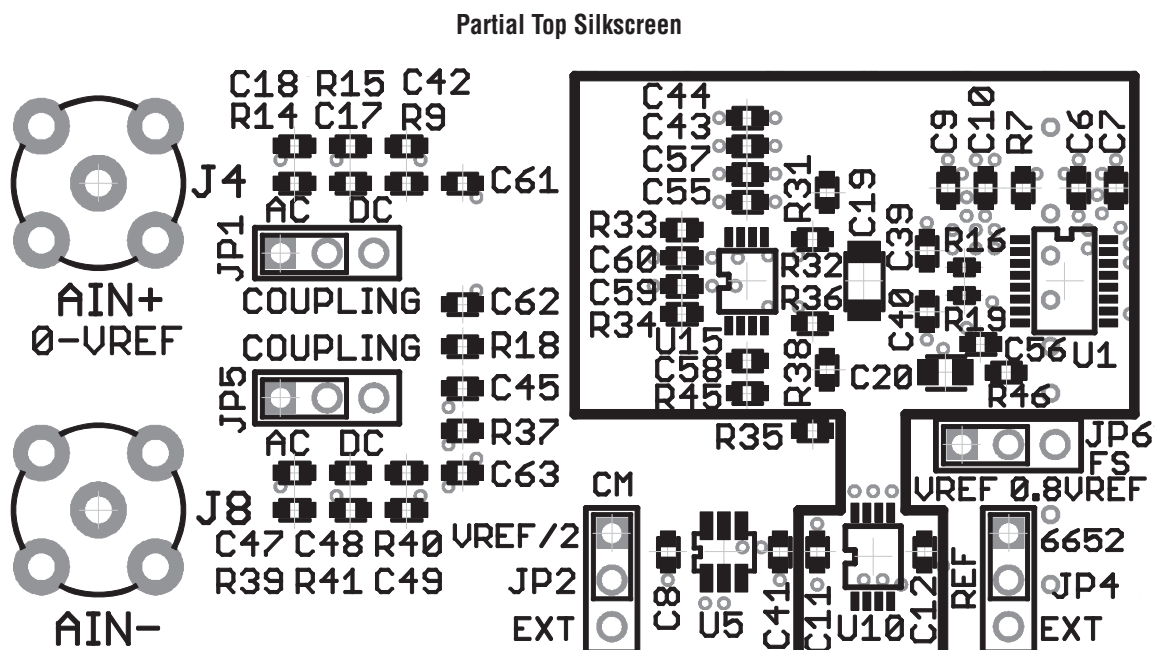 Partial Top Silkscreen
C18 R15 C42
R14 C17 R9
J4
C61
AC DC
JP1
COUPLING
AIN+
0-VREF
C62
COUPLING
R18
JP5
C45
AC DC
R37
C63
J8
C47 C48 R40
R39 R41 C49
AIN-
C44
C43
C57
C55
R33
C60
C59
R34
U15
C58
R45
R31
C19
R32
R36
R38
R35
C9
C10
R7
C6
C7
C39
R16
C40
R19
C56
U1
C20
R46
JP6
FS
VREF 0.8VREF
CM
VREF/2
JP2
EXT
C8
U5
C41
C11
U10
C12
REF
6652
JP4
EXT